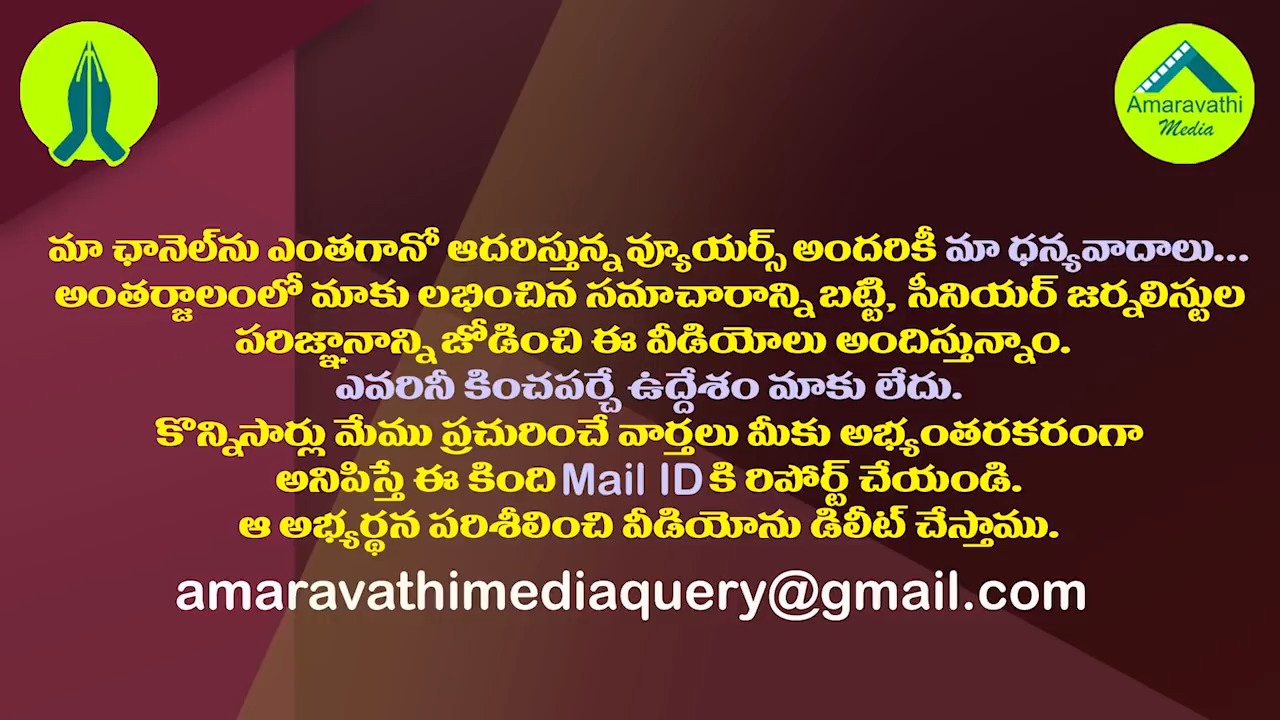 Amaravathi
Media
మా ఛానెల్‌ను ఎంతగానో ఆదరిస్తున్న వ్యూయర్స్ అందరికీ మా ధన్యవాదాలు...
అంతర్జాలంలో మాకు లభించిన సమాచారాన్ని బట్టి, సీనియర్ జర్నలిస్టుల
పరిజ్ఞానాన్ని జోడించి ఈ వీడియోలు అందిస్తున్నాం.
ఎవరినీ కించపర్చే ఉద్దేశం మాకు లేదు.
కొన్నిసార్లు మేము ప్రచురించే వార్తలు మీకు అభ్యంతరకరంగా
అనిపిస్తే ఈ కింది Mail ID కి రిపోర్ట్ చేయండి.
ఆ అభ్యర్థన పరిశీలించి వీడియోను డిలీట్ చేస్తాము.
amaravathimediaquery@gmail.com